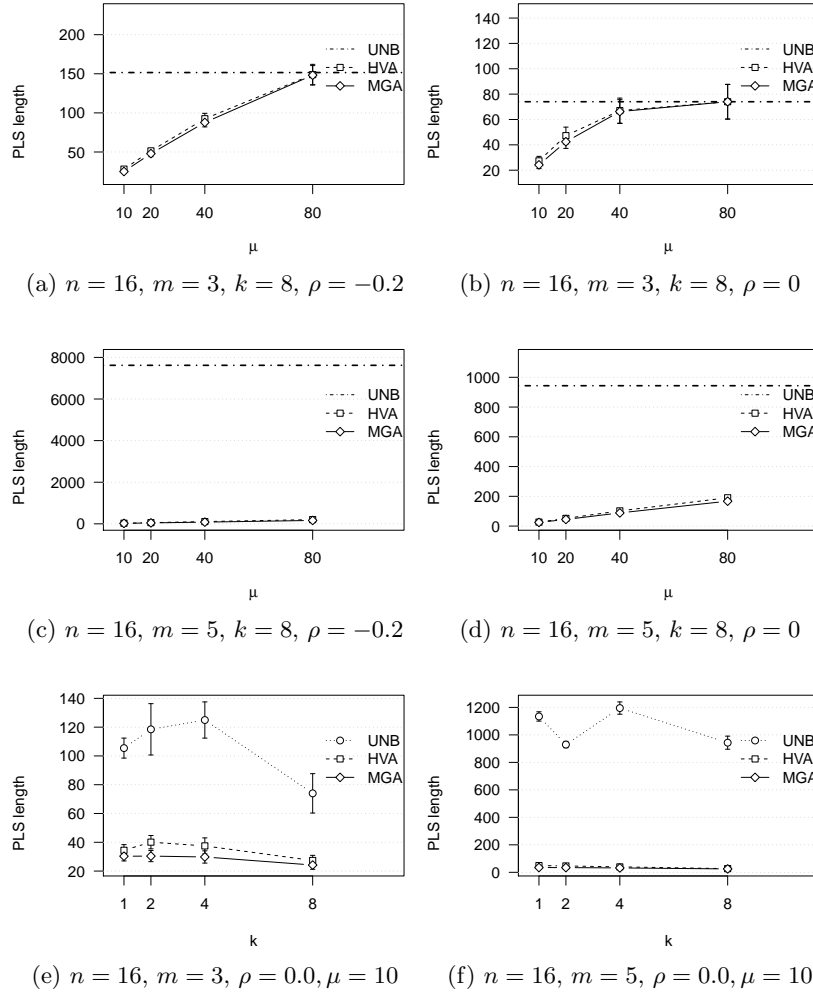 PLS length
200
150
100
50
10 20 40 80
μ
UNB
HVA
MGA
(a) n = 16, m = 3, k = 8, ρ = −0.2
PLS length
140
120
100
80
60
40
20
10 20 40 80
μ
UNB
HVA
MGA
(b) n = 16, m = 3, k = 8, ρ = 0
PLS length
8000
6000
4000
2000
0
10 20 40 80
μ
UNB
HVA
MGA
(c) n = 16, m = 5, k = 8, ρ = −0.2
PLS length
1000
800
600
400
200
0
10 20 40 80
μ
UNB
HVA
MGA
(d) n = 16, m = 5, k = 8, ρ = 0
PLS length
140
120
100
80
60
40
20
1 2 4 8
k
UNB
HVA
MGA
(e) n = 16, m = 3, ρ = 0.0, μ = 10
PLS length
1200
1000
800
600
400
200
0
1 2 4 8
k
UNB
HVA
MGA
(f) n = 16, m = 5, ρ = 0.0, μ = 10